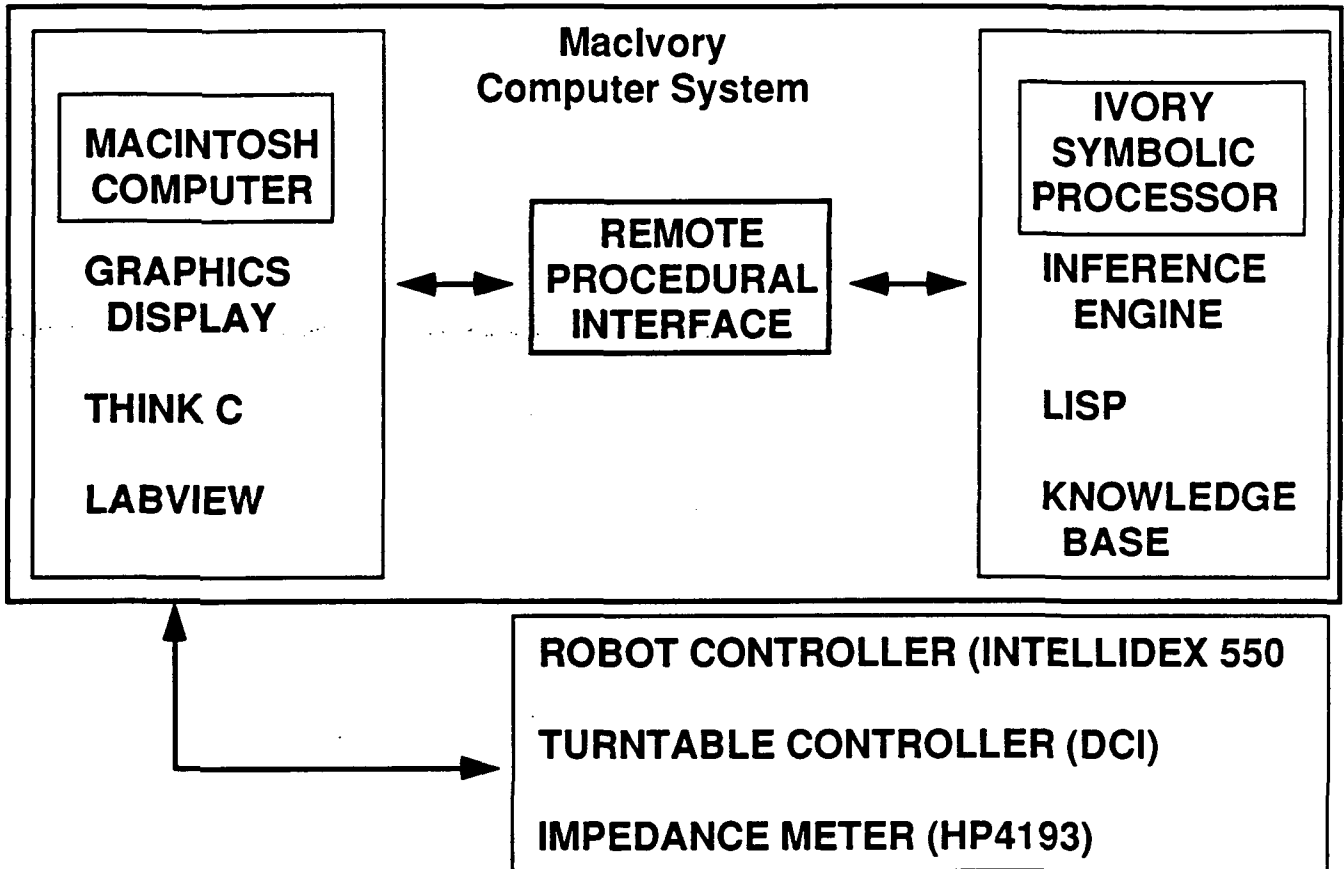 MacIvory
Computer System
MACINTOSH
COMPUTER
GRAPHICS
DISPLAY
THINK C
LABVIEW
REMOTE
PROCEDURAL
INTERFACE
IVORY
SYMBOLIC
PROCESSOR
INFERENCE
ENGINE
LISP
KNOWLEDGE
BASE
ROBOT CONTROLLER (INTELLIDEX 550
TURNTABLE CONTROLLER (DCI)
IMPEDANCE METER (HP4193)